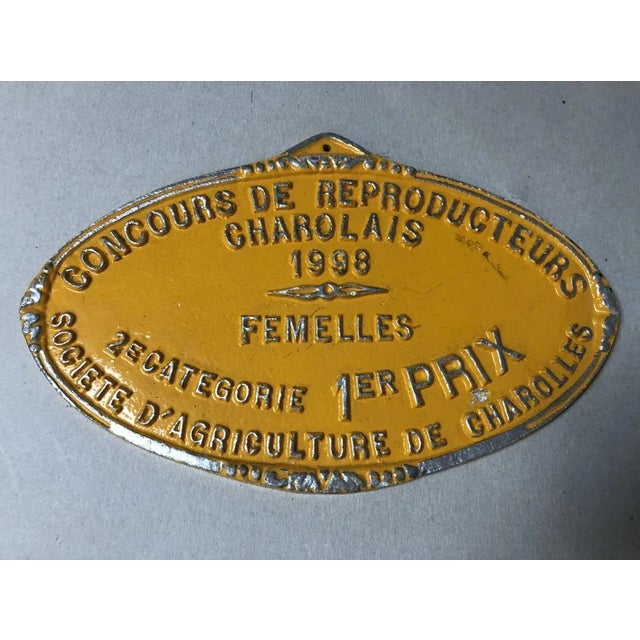 CONCOURS DE REPRODUCTEURS
CHAROLAIS
1998
FEMELLES
2E CATEGORIE 1ER PRIX
SOCIETE D'AGRICULTURE DE CHAROLLES